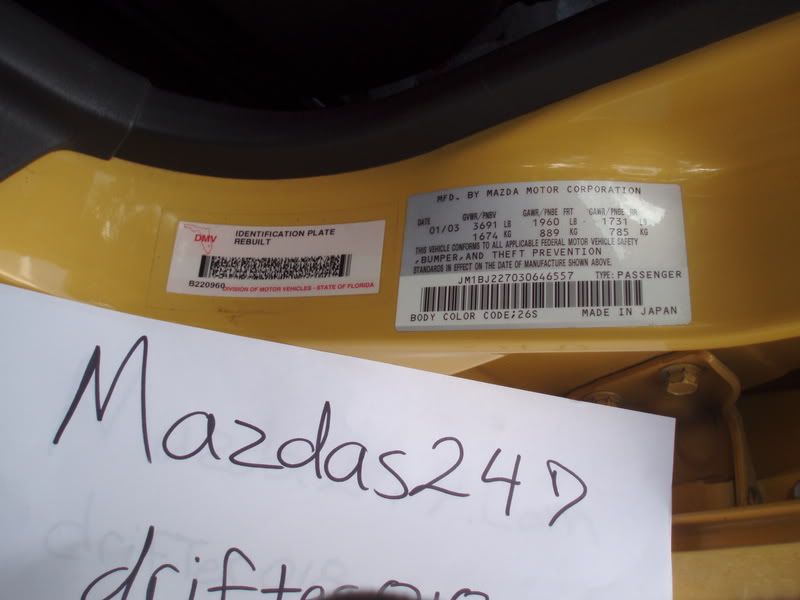 DMV
IDENTIFICATION PLATE
REBUILT
B220960
DIVISION OF MOTOR VEHICLES - STATE OF FLORIDA
MFD. BY MAZDA MOTOR CORPORATION
DATE GVWR/PNBV GAWR/PNBE FRT GAWR/PNBE RR
01/03 3691 LB 1960 LB 1731 LB
1674 KG 889 KG 785 KG
THIS VEHICLE CONFORMS TO ALL APPLICABLE FEDERAL MOTOR VEHICLE SAFETY
,BUMPER, AND THEFT PREVENTION
STANDARDS IN EFFECT ON THE DATE OF MANUFACTURE SHOWN ABOVE.
JM1BJ227030646557 TYPE: PASSENGER
BODY COLOR CODE;26S MADE IN JAPAN
Mazdas24D